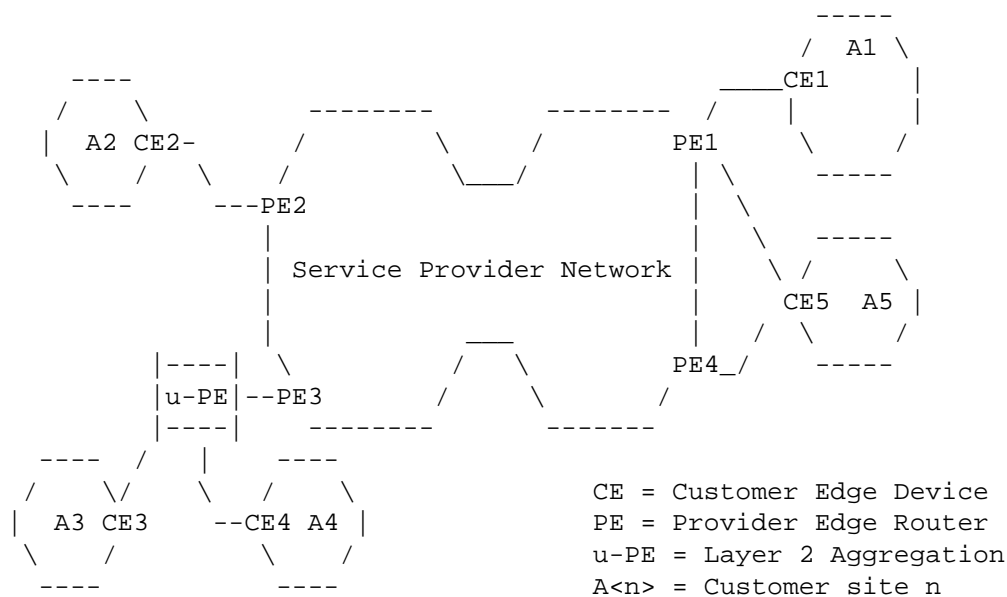 A1
CE1
A2 CE2
PE1
PE2
Service Provider Network
CE5 A5
PE4
u-PE
PE3
A3 CE3
CE4 A4
CE = Customer Edge Device
PE = Provider Edge Router
u-PE = Layer 2 Aggregation
A<n> = Customer site n